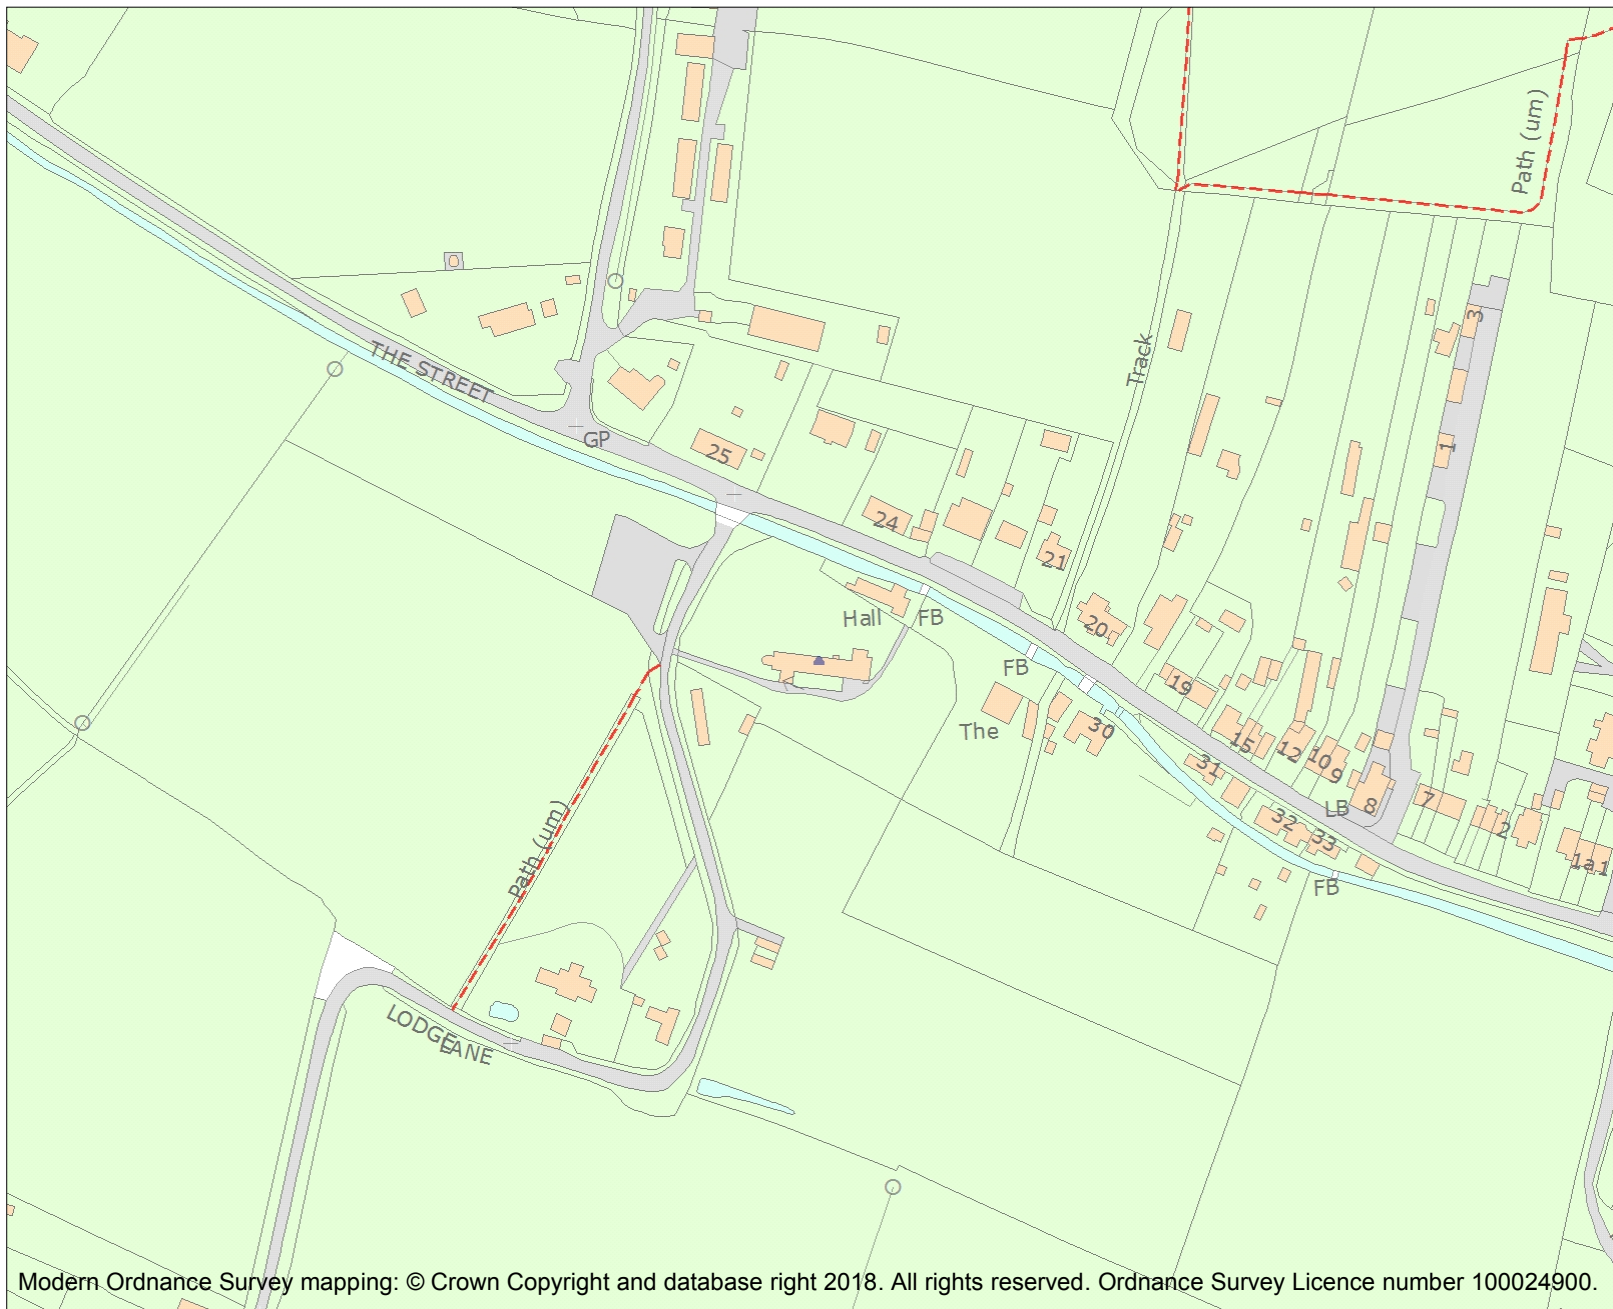 Path (um)
3
Track
THE STREET
GP
25
1
24
21
Hall
FB
20
FB
19
The
30
15
12
10
9
31
LB
8
7
2
32
33
1a1
FB
Path (um)
LODGE
LANE
Modern Ordnance Survey mapping: © Crown Copyright and database right 2018. All rights reserved. Ordnance Survey Licence number 100024900.